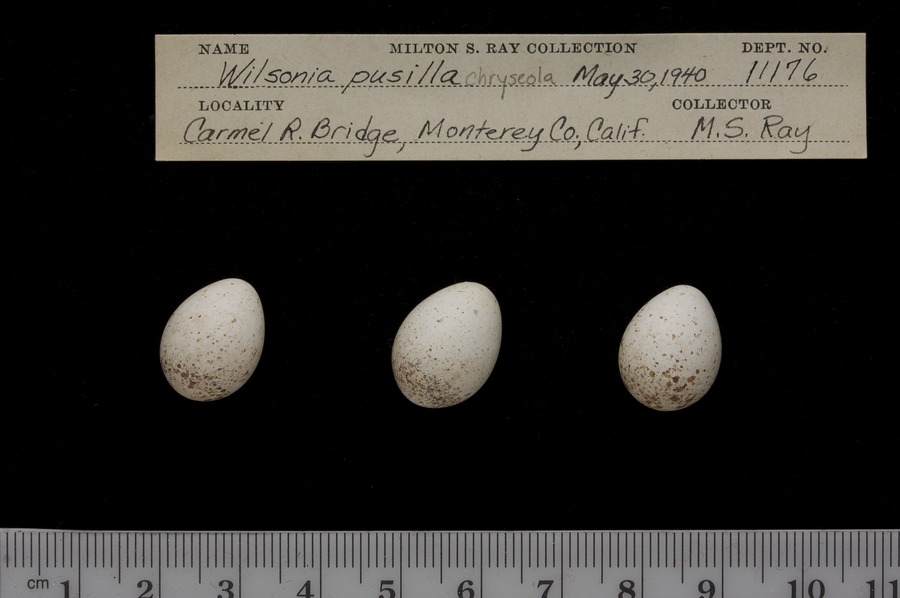 NAME MILTON S. RAY COLLECTION DEPT. NO.
Wilsonia pusilla chryseola May 30, 1940 11176
LOCALITY COLLECTOR
Carmel R. Bridge, Monterey Co., Calif. M.S. Ray
cm 1 2 3 4 5 6 7 8 9 10 11